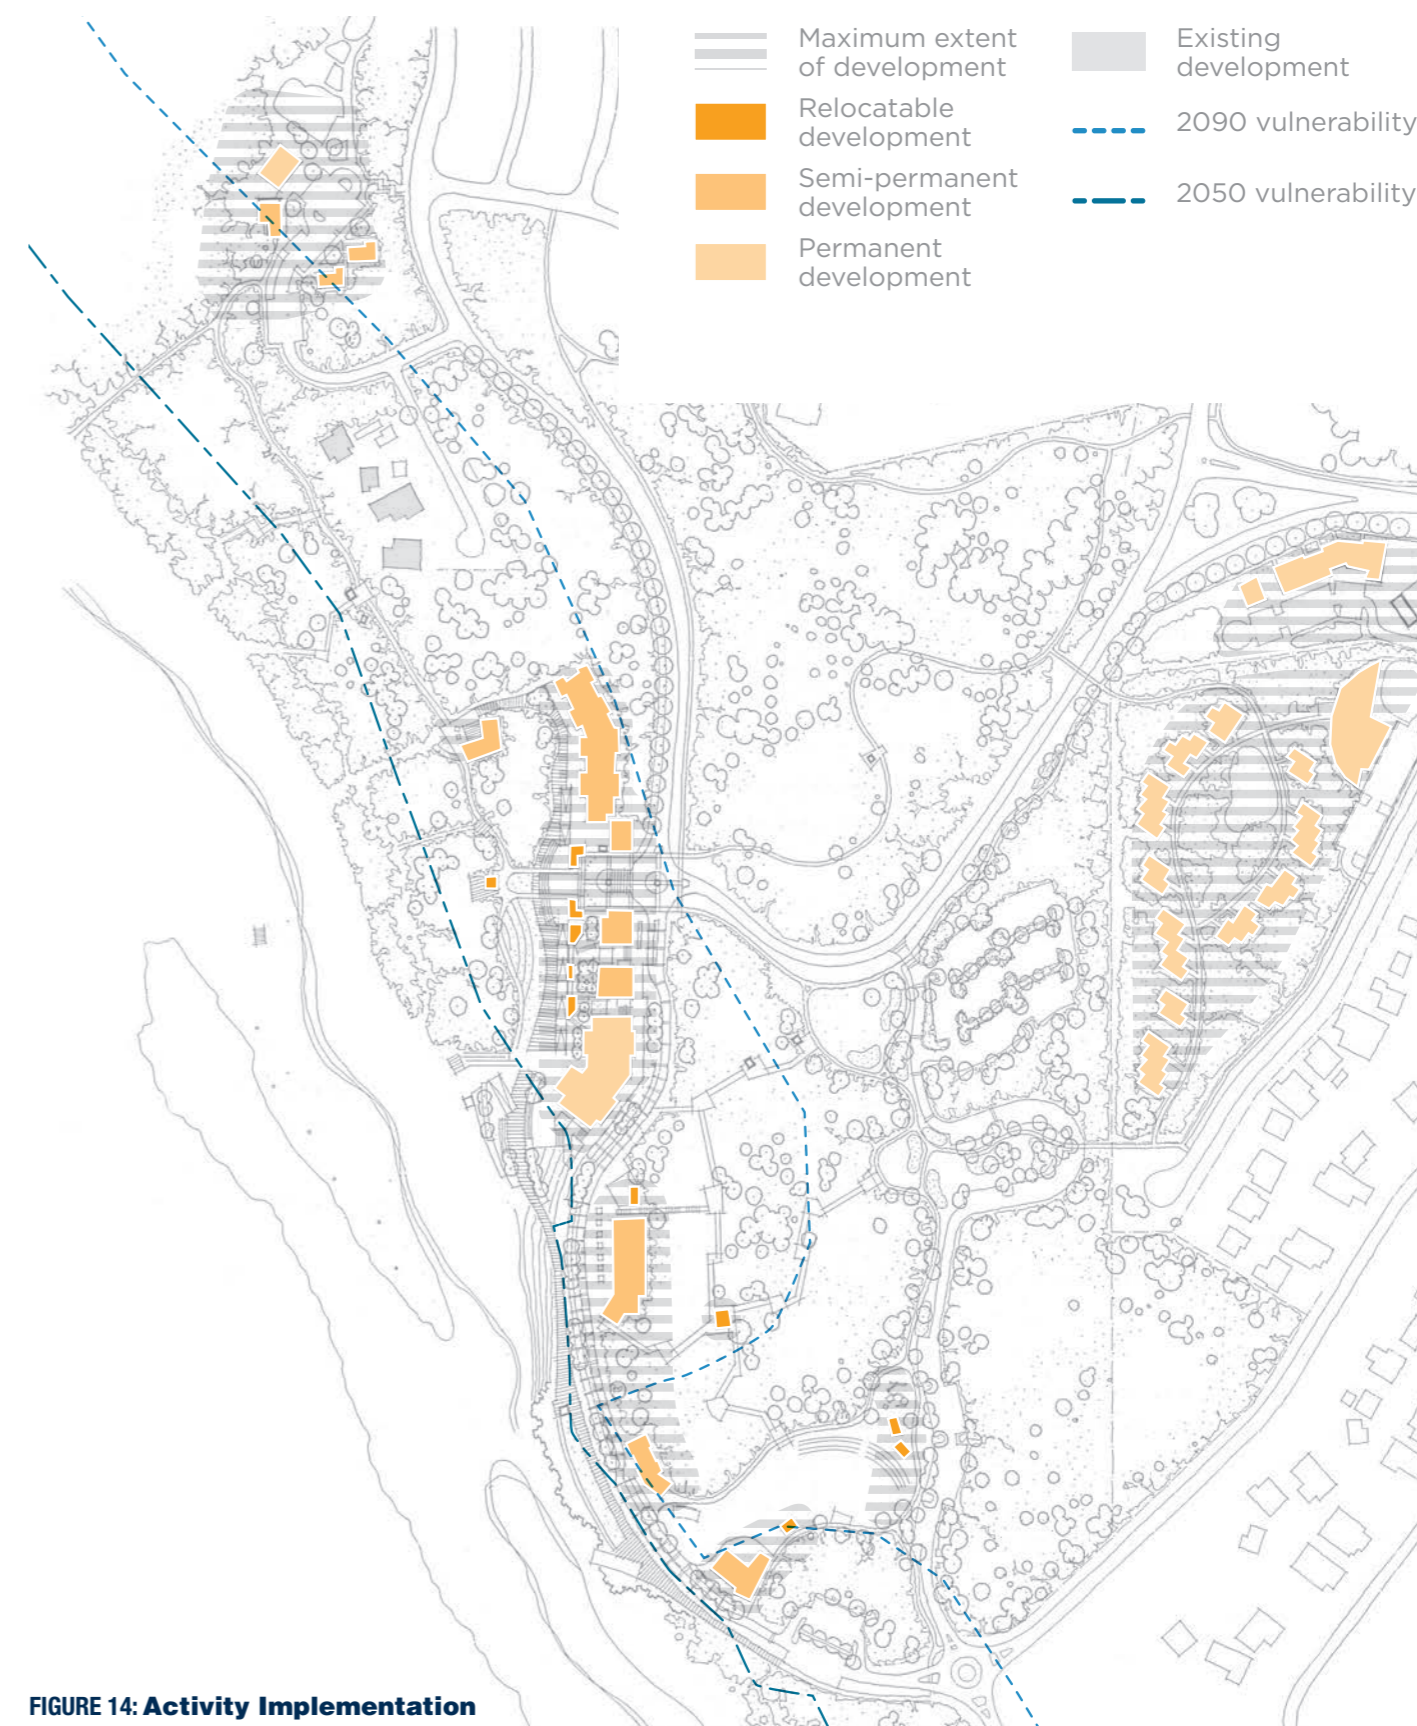 Maximum extent
of development
Relocatable
development
Semi-permanent
development
Permanent
development
Existing
development
2090 vulnerability
2050 vulnerability
FIGURE 14: Activity Implementation